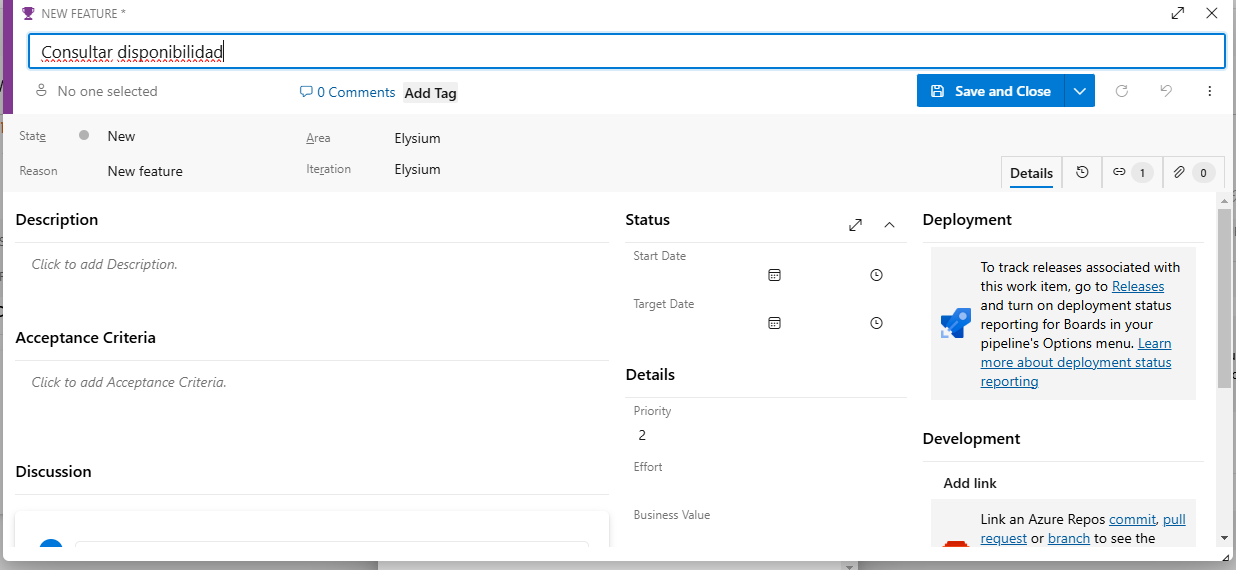 NEW FEATURE *
Consultar disponibilidad
No one selected
0 Comments
Add Tag
Save and Close
State
New
Area
Elysium
Reason
New feature
Iteration
Elysium
Details
1
0
Description
Click to add Description.
Acceptance Criteria
Click to add Acceptance Criteria.
Discussion
Status
Start Date
Target Date
Details
Priority
2
Effort
Business Value
Deployment
To track releases associated with
this work item, go to Releases
and turn on deployment status
reporting for Boards in your
pipeline's Options menu. Learn
more about deployment status
reporting
Development
Add link
Link an Azure Repos commit, pull
request or branch to see the